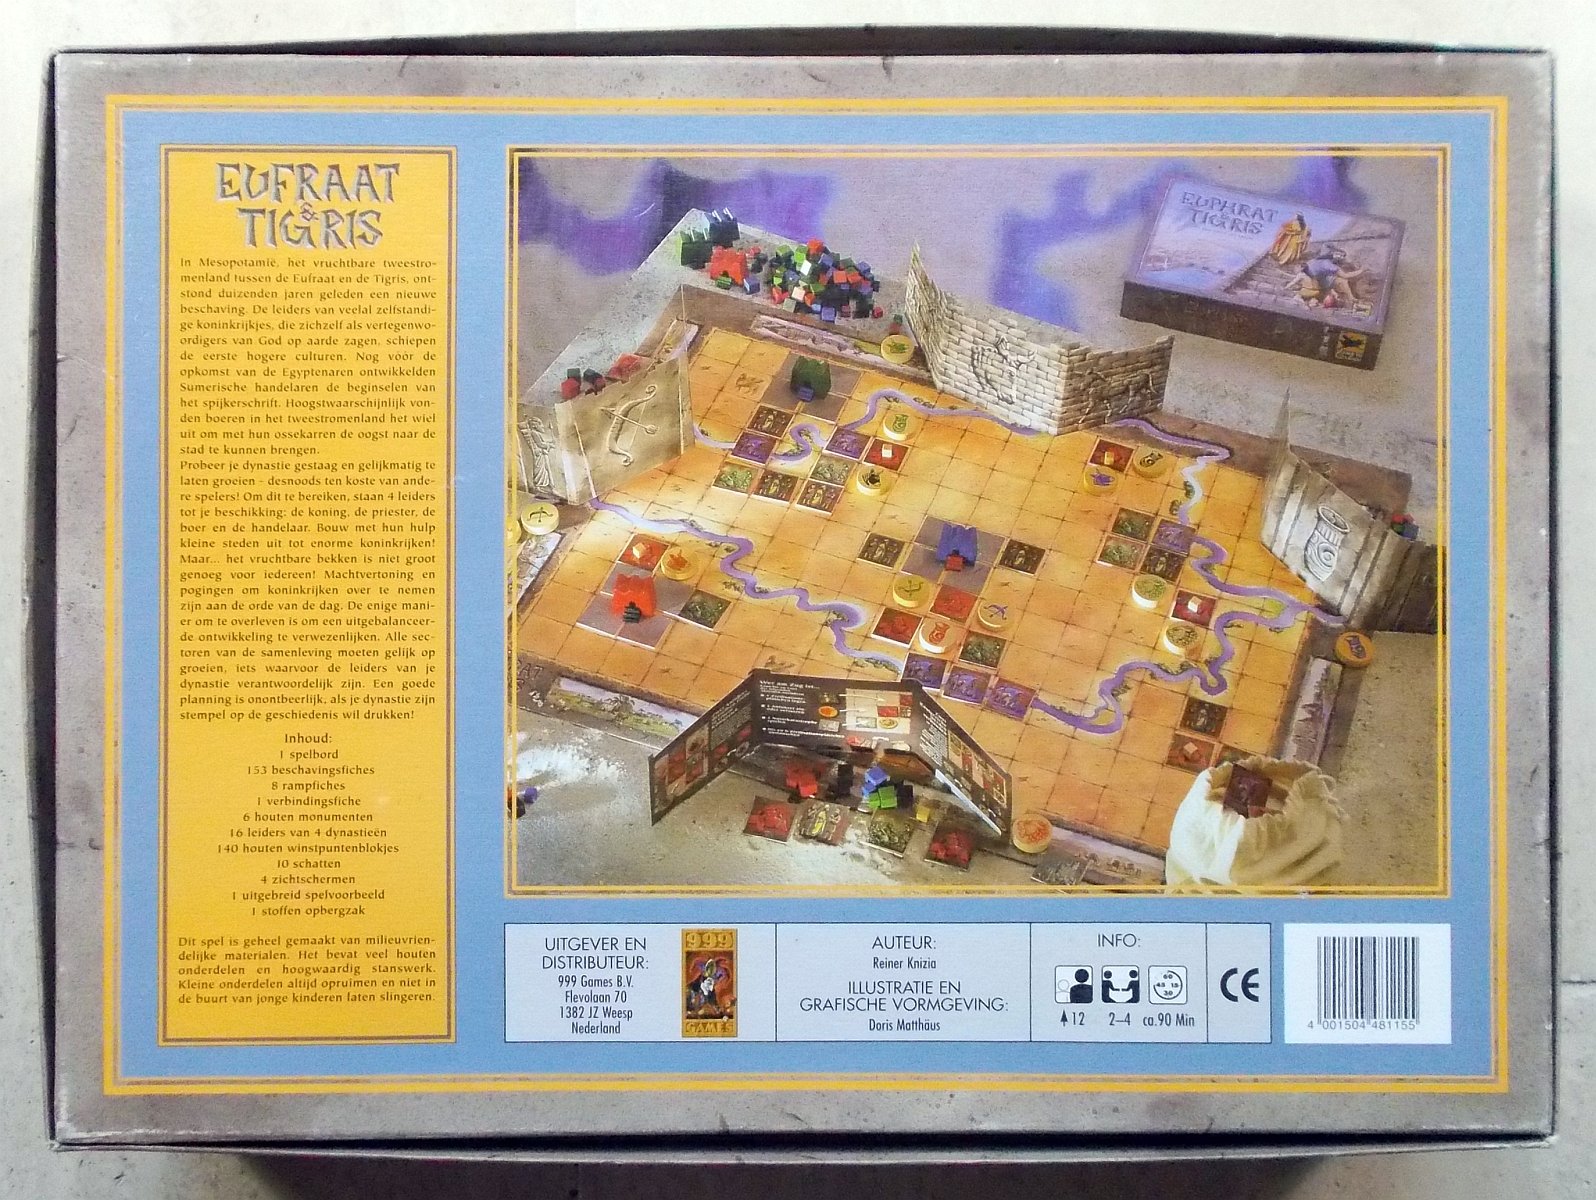 EUFRAAT
&
TIGRIS
In Mesopotamië, het vruchtbare tweestro-
menland tussen de Eufraat en de Tigris, ont-
stond duizenden jaren geleden een nieuwe
beschaving. De leiders van veelal zelfstandi-
ge koninkrijkjes, die zichzelf als vertegenwo-
ordigers van God op aarde zagen, schiepen
de eerste hogere culturen. Nog vóór de
opkomst van de Egyptenaren ontwikkelden
Sumerische handelaren de beginselen van
het spijkerschrift. Hoogstwaarschijnlijk von-
den boeren in het tweestromenland het wiel
uit om met hun ossekarren de oogst naar de
stad te kunnen brengen.
Probeer je dynastie gestaag en gelijkmatig te
laten groeien - desnoods ten koste van ande-
re spelers! Om dit te bereiken, staan 4 leiders
tot je beschikking: de koning, de priester, de
boer en de handelaar. Bouw met hun hulp
kleine steden uit tot enorme koninkrijken!
Maar... het vruchtbare bekken is niet groot
genoeg voor iedereen! Machtvertoning en
pogingen om koninkrijken over te nemen
zijn aan de orde van de dag. De enige mani-
er om te overleven is om een uitgebalanceer-
de ontwikkeling te verwezenlijken. Alle sec-
toren van de samenleving moeten gelijk op
groeien, iets waarvoor de leiders van je
dynastie verantwoordelijk zijn. Een goede
planning is onontbeerlijk, als je dynastie zijn
stempel op de geschiedenis wil drukken!
Inhoud:
1 spelbord
153 beschavingsfiches
8 rampfiches
1 verbindingsfiche
6 houten monumenten
16 leiders van 4 dynastieën
140 houten winstpuntenblokjes
10 schatten
4 zichtschermen
1 uitgebreid spelvoorbeeld
1 stoffen opbergzak
Dit spel is geheel gemaakt van milieuvrien-
delijke materialen. Het bevat veel houten
onderdelen en hoogwaardig stanswerk.
Kleine onderdelen altijd opruimen en niet in
de buurt van jonge kinderen laten slingeren.
EUPHRAT
&
TIGRIS
Wer am Zug ist...
UITGEVER EN
DISTRIBUTEUR:
999 Games B.V.
Flevolaan 70
1382 JZ Weesp
Nederland
999
GAMES
AUTEUR:
Reiner Knizia
ILLUSTRATIE EN
GRAFISCHE VORMGEVING:
Doris Matthäus
INFO:
60
45 15
30
12
2–4
ca.90 Min
CE
4 001504 481155